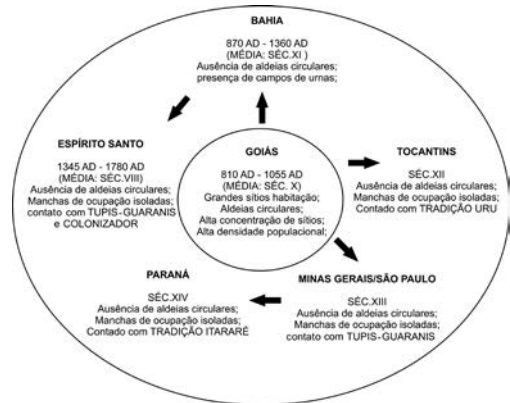 BAHIA
870 AD - 1360 AD
(MÉDIA: SÉC.XI )
Ausência de aldeias circulares;
presença de campos de urnas;
ESPÍRITO SANTO
1345 AD - 1780 AD
(MÉDIA: SÉC.VIII)
Ausência de aldeias circulares;
Manchas de ocupação isoladas;
contato com TUPIS-GUARANIS
e COLONIZADOR
GOIÁS
810 AD - 1055 AD
(MÉDIA: SÉC. X)
Grandes sítios habitação;
Aldeias circulares;
Alta concentração de sítios;
Alta densidade populacional;
TOCANTINS
SÉC.XII
Ausência de aldeias circulares;
Manchas de ocupação isoladas;
Contado com TRADIÇÃO URU
PARANÁ
SÉC.XIV
Ausência de aldeias circulares;
Manchas de ocupação isoladas;
Contado com TRADIÇÃO ITARARÉ
MINAS GERAIS/SÃO PAULO
SÉC.XIII
Ausência de aldeias circulares;
Manchas de ocupação isoladas;
contato com TUPIS-GUARANIS